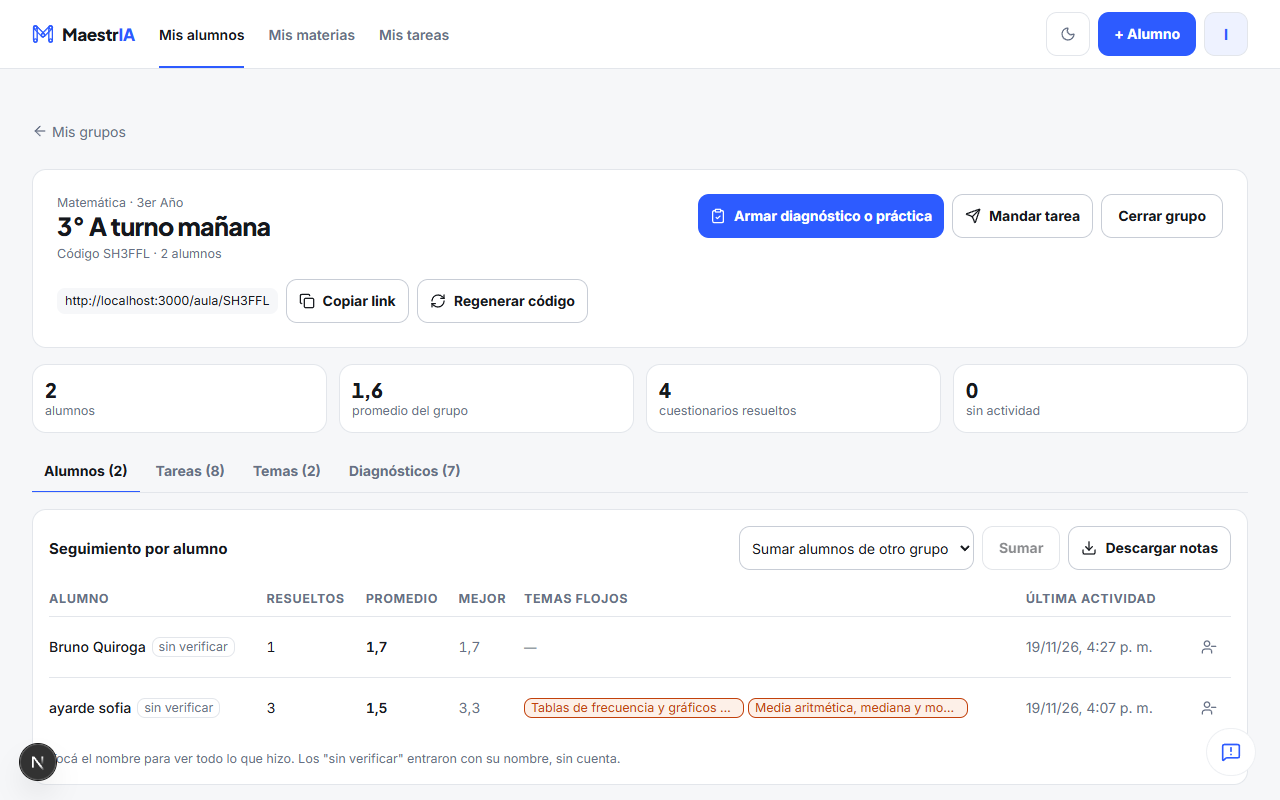 MaestrIA
Mis alumnos
Mis materias
Mis tareas
+ Alumno
I
Mis grupos
Matemática · 3er Año
3° A turno mañana
Código SH3FFL · 2 alumnos
Armar diagnóstico o práctica
Mandar tarea
Cerrar grupo
http://localhost:3000/aula/SH3FFL
Copiar link
Regenerar código
2
alumnos
1,6
promedio del grupo
4
cuestionarios resueltos
0
sin actividad
Alumnos (2)
Tareas (8)
Temas (2)
Diagnósticos (7)
Seguimiento por alumno
Sumar alumnos de otro grupo
Sumar
Descargar notas
ALUMNO RESUELTOS PROMEDIO MEJOR TEMAS FLOJOS ÚLTIMA ACTIVIDAD
Bruno Quiroga sin verificar 1 1,7 1,7 — 19/11/26, 4:27 p. m.
ayarde sofia sin verificar 3 1,5 3,3 Tablas de frecuencia y gráficos ... Media aritmética, mediana y mo... 19/11/26, 4:07 p. m.
N
ocá el nombre para ver todo lo que hizo. Los "sin verificar" entraron con su nombre, sin cuenta.